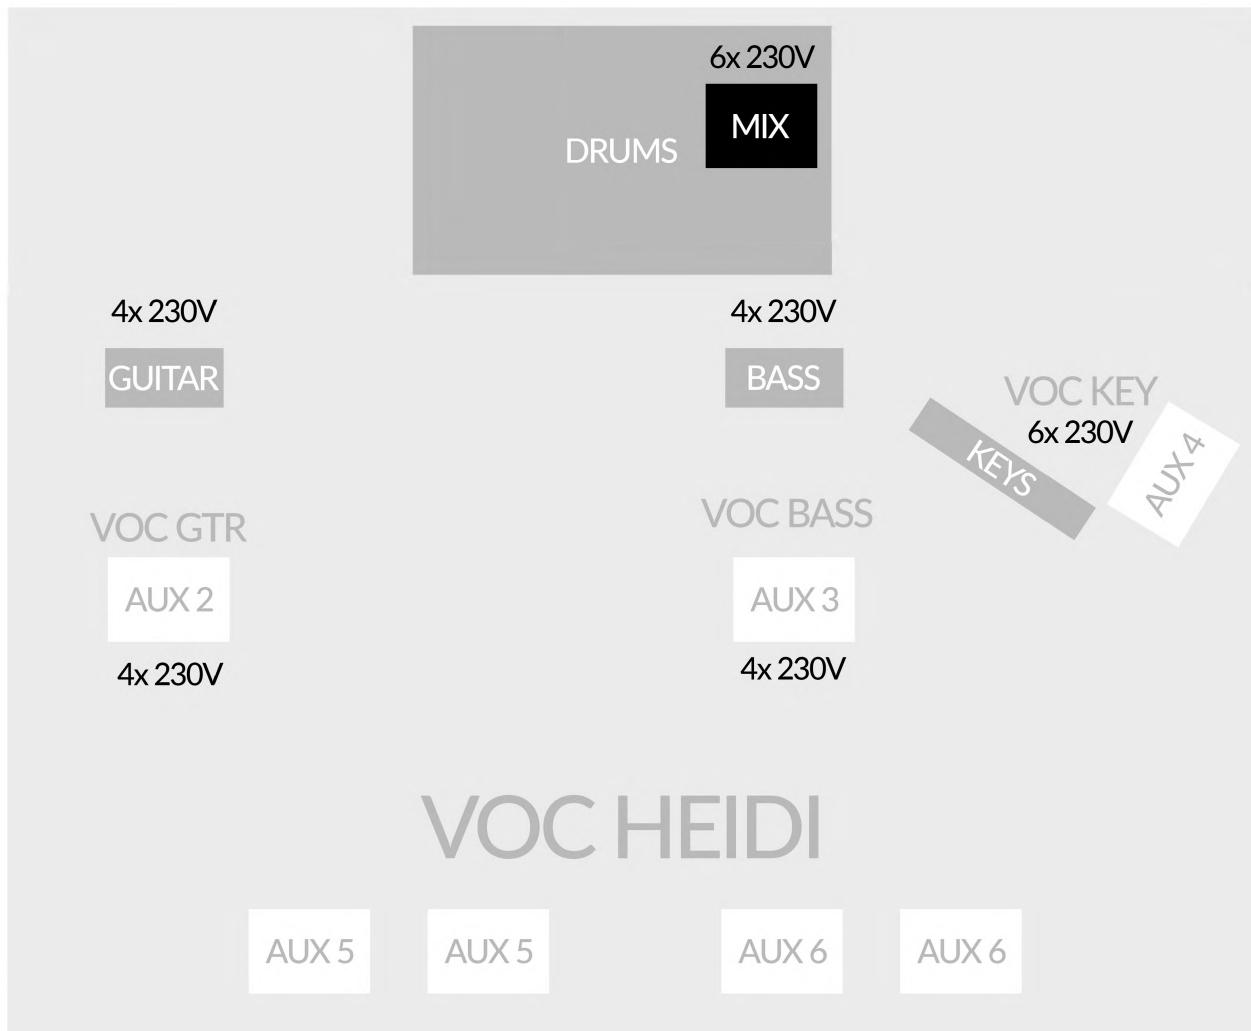 6x 230V
MIX
DRUMS
4x 230V
4x 230V
GUITAR
BASS
VOC KEY
6x 230V
KEYS
AUX 4
VOC GTR
VOC BASS
AUX 2
AUX 3
4x 230V
4x 230V
VOC HEIDI
AUX 5
AUX 5
AUX 6
AUX 6